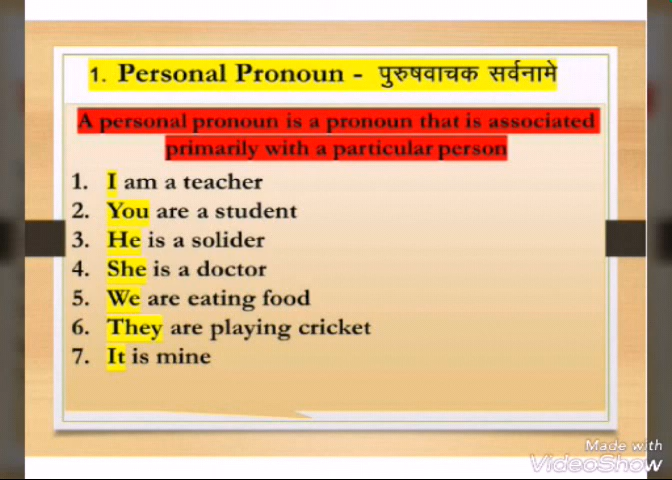 1. Personal Pronoun - पुरुषवाचक सर्वनामे
A personal pronoun is a pronoun that is associated
primarily with a particular person
1. I am a teacher
2. You are a student
3. He is a solider
4. She is a doctor
5. We are eating food
6. They are playing cricket
7. It is mine
Made with
VideoShow